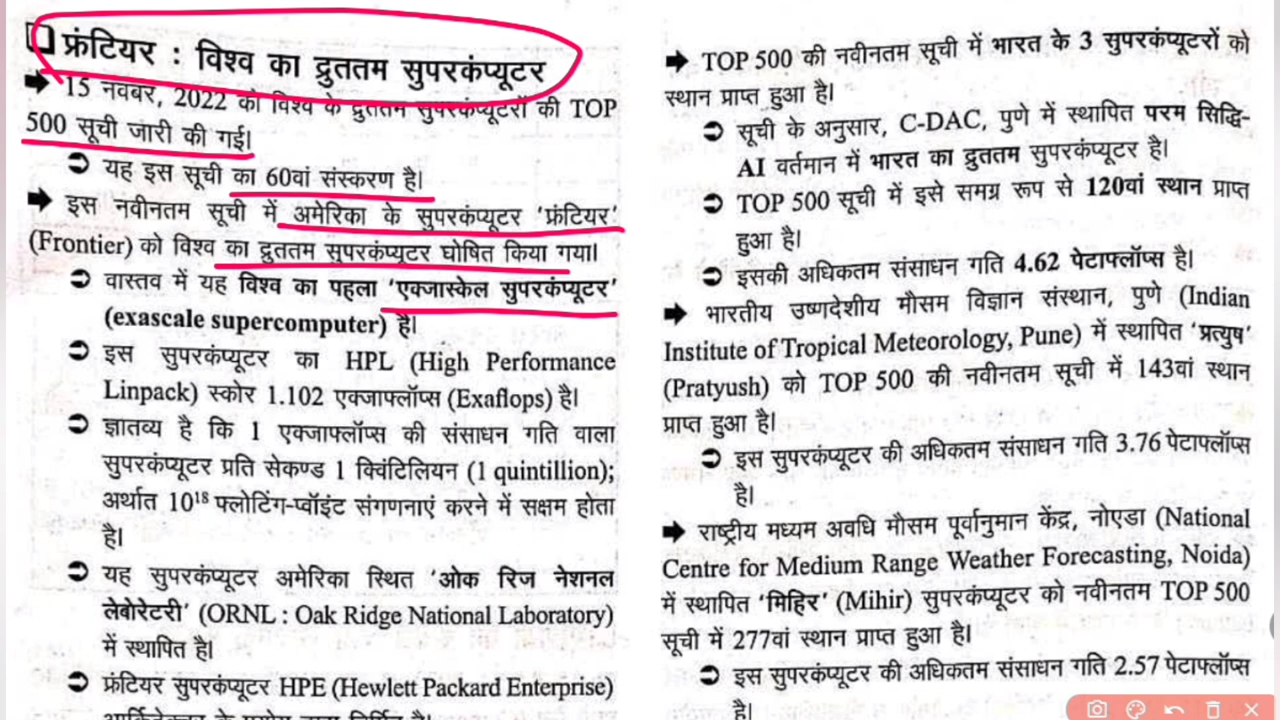 फ्रंटियर : विश्व का द्रुततम सुपरकंप्यूटर
15 नवंबर, 2022 को विश्व के द्रुततम सुपरकंप्यूटरों की TOP
500 सूची जारी की गई।
यह इस सूची का 60वां संस्करण है।
इस नवीनतम सूची में अमेरिका के सुपरकंप्यूटर 'फ्रंटियर'
(Frontier) को विश्व का द्रुततम सुपरकंप्यूटर घोषित किया गया।
वास्तव में यह विश्व का पहला 'एक्जास्केल सुपरकंप्यूटर'
(exascale supercomputer) है।
इस सुपरकंप्यूटर का HPL (High Performance
Linpack) स्कोर 1.102 एक्जाफ्लॉप्स (Exaflops) है।
ज्ञातव्य है कि 1 एक्जाफ्लॉप्स की संसाधन गति वाला
सुपरकंप्यूटर प्रति सेकण्ड 1 क्विंटिलियन (1 quintillion);
अर्थात 10¹⁸ फ्लोटिंग-प्वॉइंट संगणनाएं करने में सक्षम होता
है।
यह सुपरकंप्यूटर अमेरिका स्थित 'ओक रिज नेशनल
लेबोरेटरी' (ORNL : Oak Ridge National Laboratory)
में स्थापित है।
फ्रंटियर सुपरकंप्यूटर HPE (Hewlett Packard Enterprise)
TOP 500 की नवीनतम सूची में भारत के 3 सुपरकंप्यूटरों को
स्थान प्राप्त हुआ है।
सूची के अनुसार, C-DAC, पुणे में स्थापित परम सिद्धि-
AI वर्तमान में भारत का द्रुततम सुपरकंप्यूटर है।
TOP 500 सूची में इसे समग्र रूप से 120वां स्थान प्राप्त
हुआ है।
इसकी अधिकतम संसाधन गति 4.62 पेटाफ्लॉप्स है।
भारतीय उष्णदेशीय मौसम विज्ञान संस्थान, पुणे (Indian
Institute of Tropical Meteorology, Pune) में स्थापित 'प्रत्युष'
(Pratyush) को TOP 500 की नवीनतम सूची में 143वां स्थान
प्राप्त हुआ है।
इस सुपरकंप्यूटर की अधिकतम संसाधन गति 3.76 पेटाफ्लॉप्स
है।
राष्ट्रीय मध्यम अवधि मौसम पूर्वानुमान केंद्र, नोएडा (National
Centre for Medium Range Weather Forecasting, Noida)
में स्थापित 'मिहिर' (Mihir) सुपरकंप्यूटर को नवीनतम TOP 500
सूची में 277वां स्थान प्राप्त हुआ है।
इस सुपरकंप्यूटर की अधिकतम संसाधन गति 2.57 पेटाफ्लॉप्स
है।